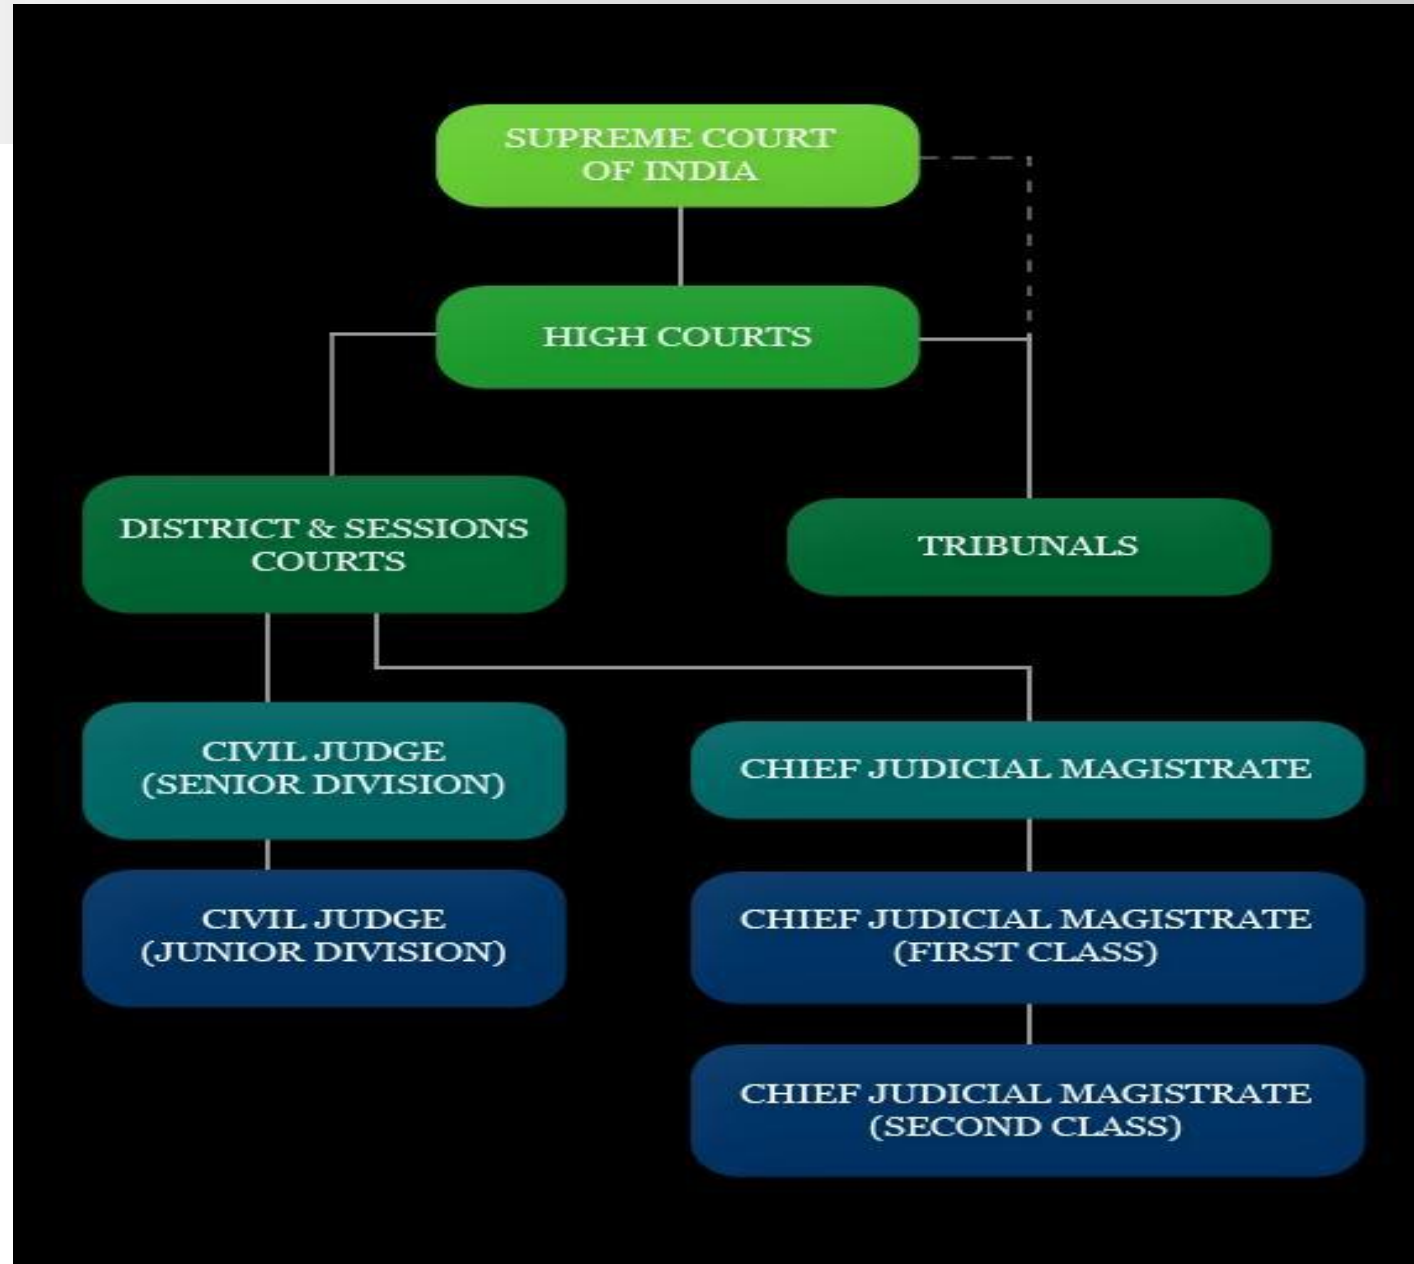 SUPREME COURT
OF INDIA
HIGH COURTS
DISTRICT & SESSIONS
COURTS
TRIBUNALS
CIVIL JUDGE
(SENIOR DIVISION)
CHIEF JUDICIAL MAGISTRATE
CIVIL JUDGE
(JUNIOR DIVISION)
CHIEF JUDICIAL MAGISTRATE
(FIRST CLASS)
CHIEF JUDICIAL MAGISTRATE
(SECOND CLASS)